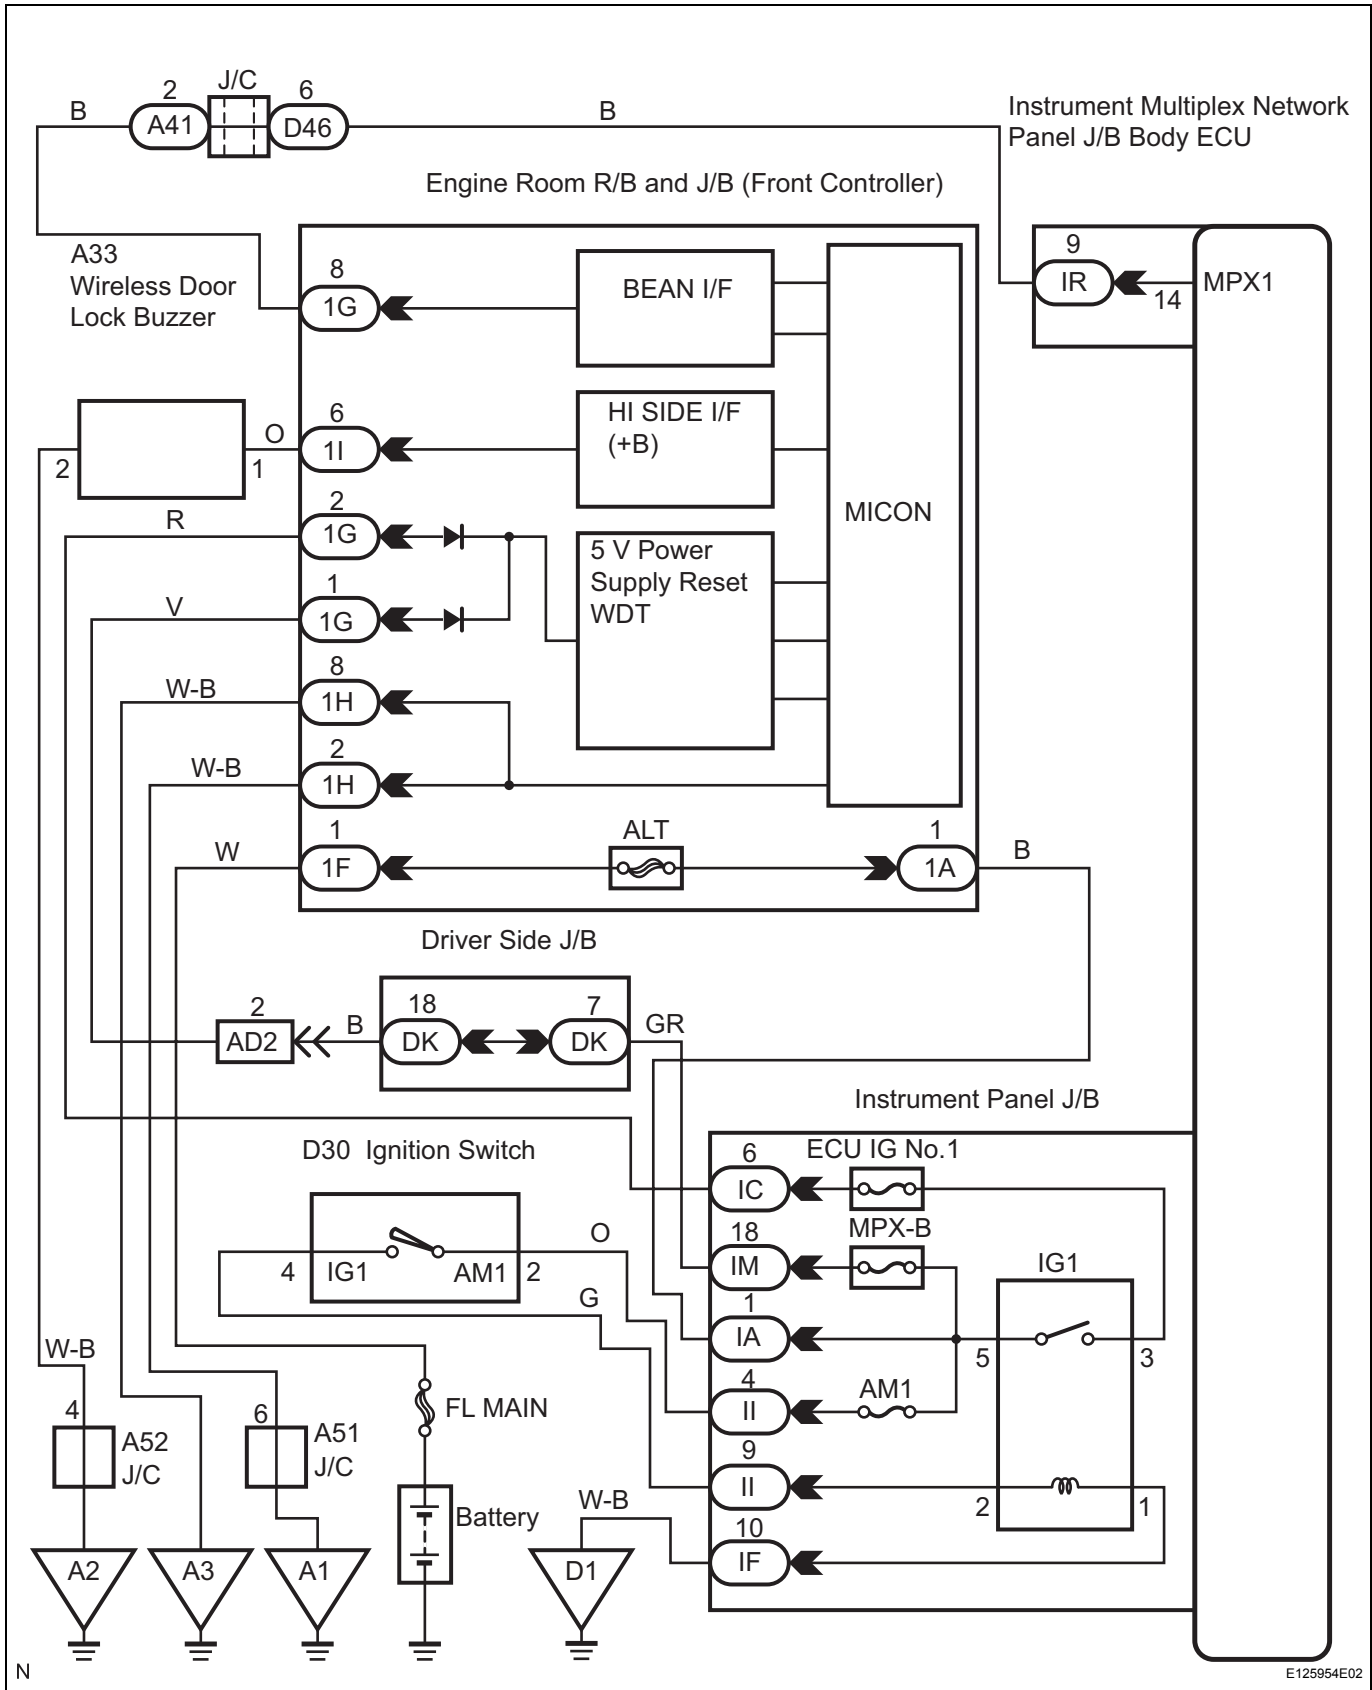 J/C
2
6
B
A41
D46
B
Instrument Multiplex Network
Panel J/B Body ECU
Engine Room R/B and J/B (Front Controller)
A33
Wireless Door
Lock Buzzer
8
1G
BEAN I/F
9
IR
14
MPX1
6
1I
O
2
1
HI SIDE I/F
(+B)
MICON
2
1G
R
5 V Power
Supply Reset
WDT
1
1G
V
8
1H
W-B
2
1H
W-B
1
1F
W
ALT
1
1A
B
Driver Side J/B
2
AD2
B
18
DK
7
DK
GR
Instrument Panel J/B
D30 Ignition Switch
6
IC
ECU IG No.1
18
IM
MPX-B
4
IG1
AM1
2
O
G
1
IA
IG1
5
3
4
II
AM1
9
II
2
1
10
IF
W-B
W-B
4
A52
J/C
6
A51
J/C
FL MAIN
Battery
A2
A3
A1
D1
N
E125954E02